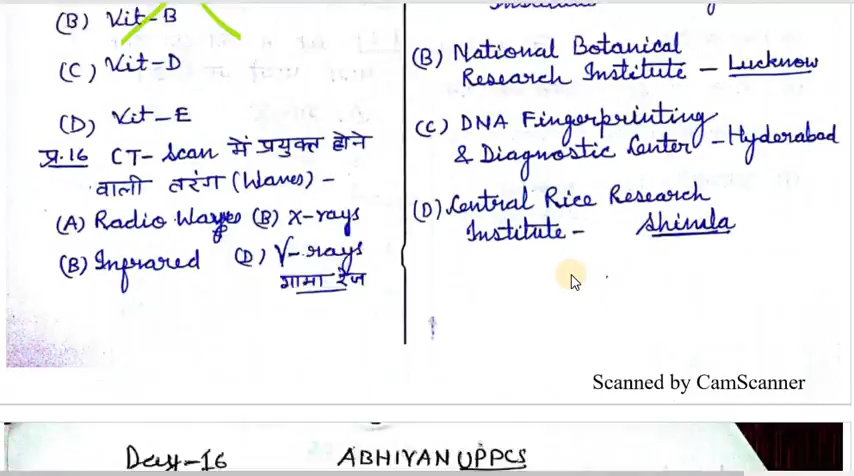 (B) Vit-B
(C) Vit-D
(D) Vit-E
प्र.16 CT-Scan में प्रयुक्त होने
वाली तरंग (Waves) -
(A) Radio Wayes (B) X-rays
(B) Infrared (D) γ-rays
गामा रेज
(B) National Botanical
Research Institute - Lucknow
(C) DNA Fingerprinting
& Diagnostic Center - Hyderabad
(D) Central Rice Research
Institute - Shimla
Scanned by CamScanner
Day-16 ABHIYAN UPPCS